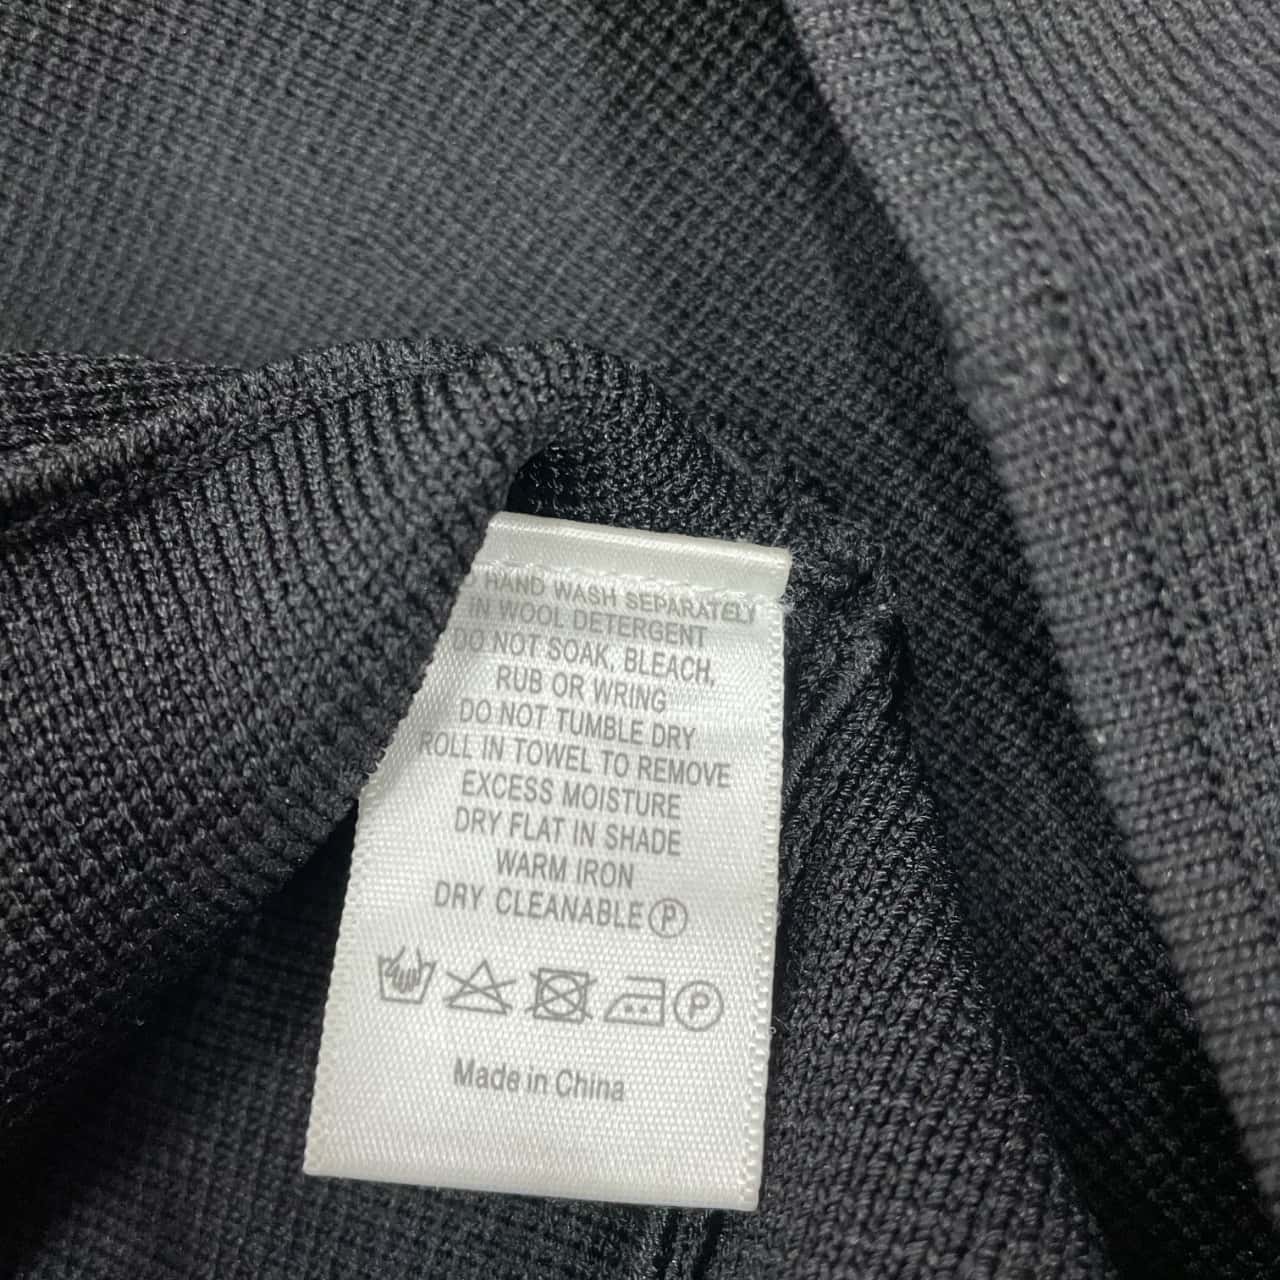 HAND WASH SEPARATELY
IN WOOL DETERGENT
DO NOT SOAK, BLEACH,
RUB OR WRING
DO NOT TUMBLE DRY
ROLL IN TOWEL TO REMOVE
EXCESS MOISTURE
DRY FLAT IN SHADE
WARM IRON
DRY CLEANABLE Ⓟ
Ⓟ
Made in China